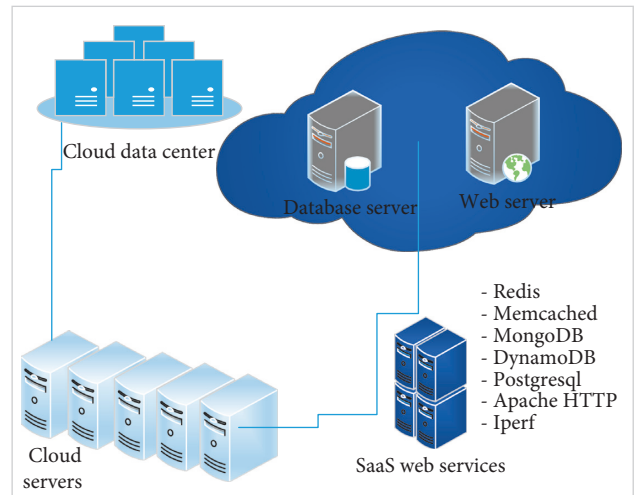 Cloud data center
Database server
Web server
- Redis
- Memcached
- MongoDB
- DynamoDB
- Postgresql
- Apache HTTP
- Iperf
Cloud
servers
SaaS web services